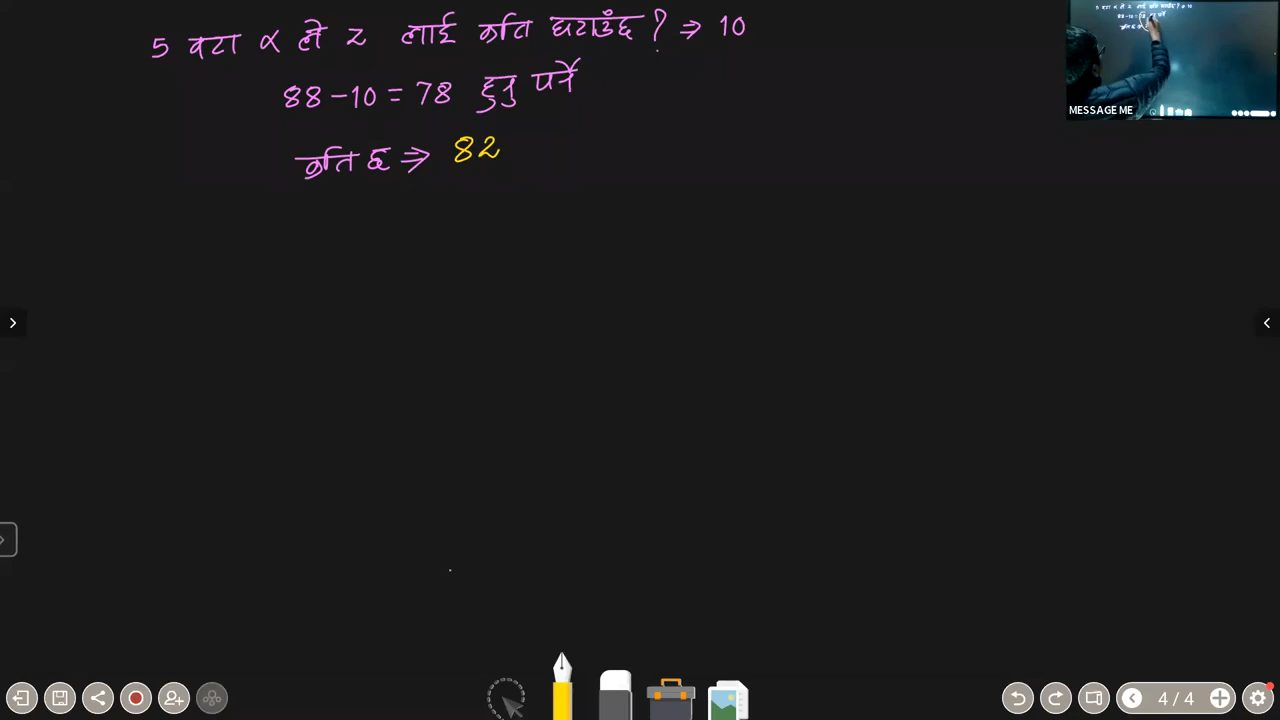 5 वटा α ले Z लाई कति घटाउँछ ? ⇒ 10
88 - 10 = 78 हुनु पर्ने
कति छ ⇒ 82
MESSAGE ME
4/4